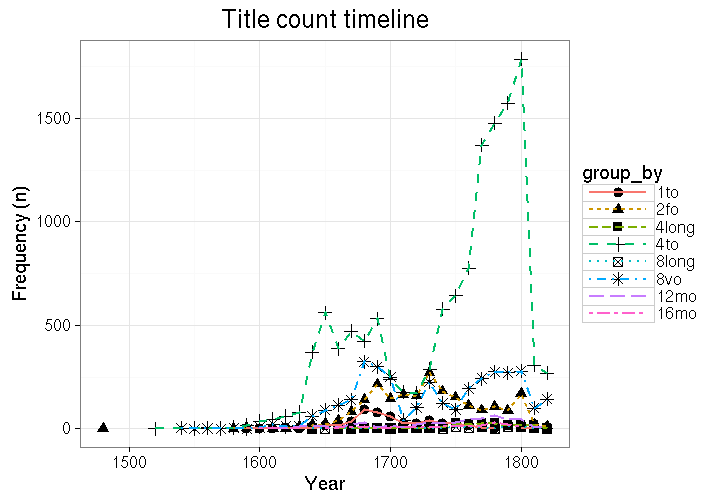 Title count timeline
Frequency (n)
1500
1000
500
0
1500
1600
1700
1800
Year
group_by
1to
2fo
4long
4to
8long
8vo
12mo
16mo